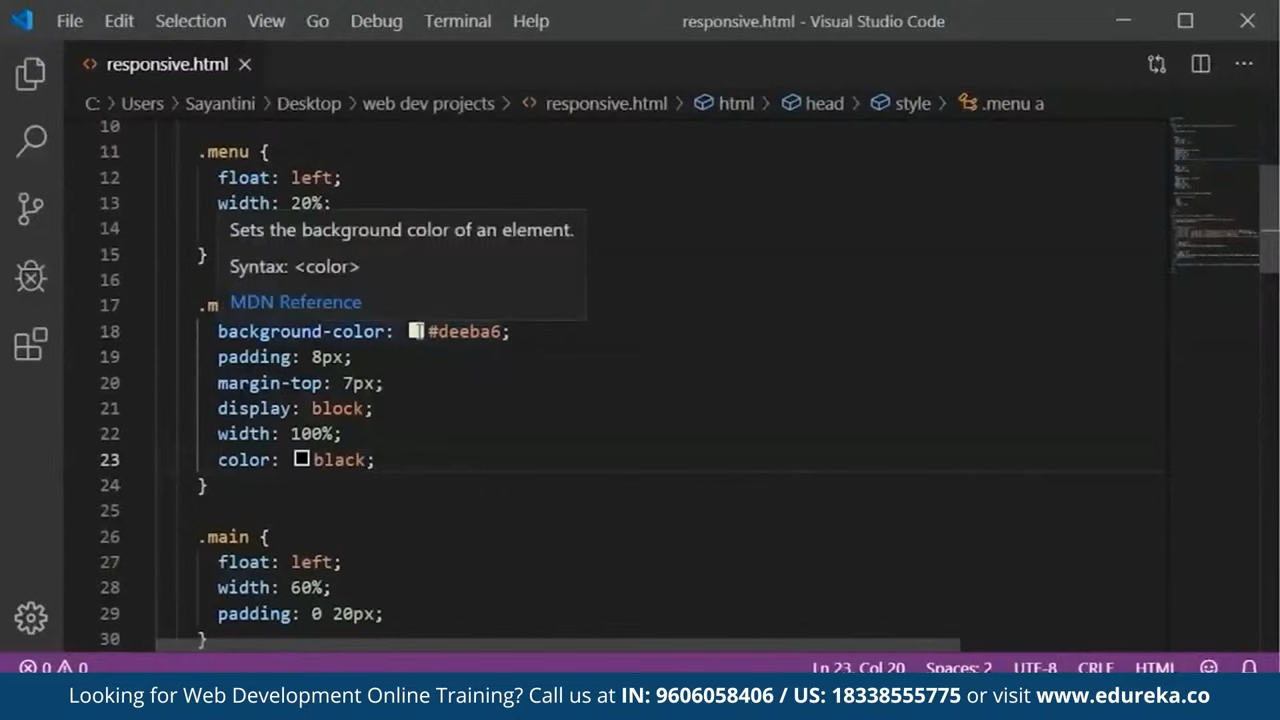 File Edit Selection View Go Debug Terminal Help responsive.html - Visual Studio Code
responsive.html
C: > Users > Sayantini > Desktop > web dev projects > responsive.html > html > head > style > .menu a
10
11 .menu {
12 float: left;
13 width: 20%;
14
15 }
16
17 .m
Sets the background color of an element.
Syntax: <color>
MDN Reference
18 background-color: #deeba6;
19 padding: 8px;
20 margin-top: 7px;
21 display: block;
22 width: 100%;
23 color: black;
24 }
25
26 .main {
27 float: left;
28 width: 60%;
29 padding: 0 20px;
30 }
0 0 Ln 23, Col 20 Spaces: 2 UTF-8 CRLF HTML
Looking for Web Development Online Training? Call us at IN: 9606058406 / US: 18338555775 or visit www.edureka.co